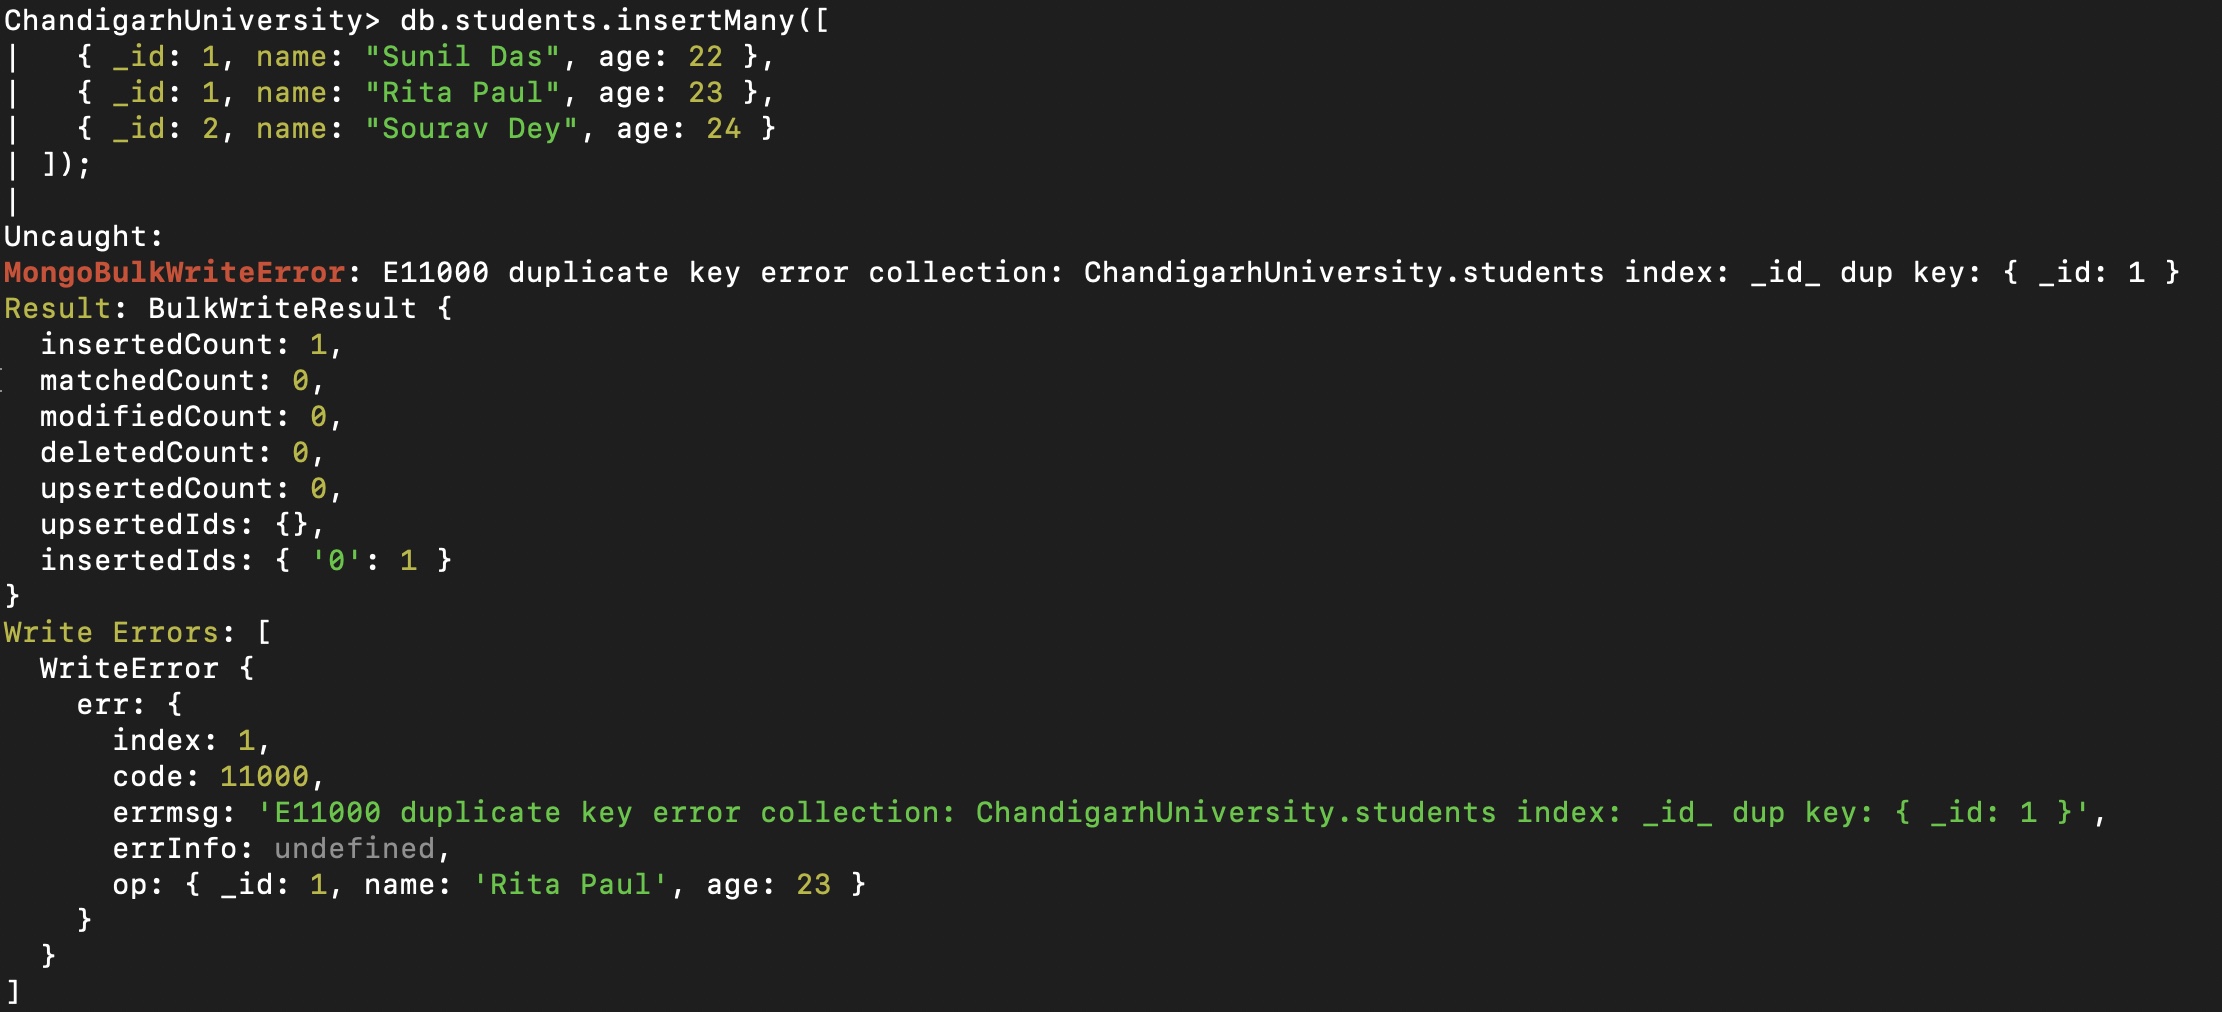 ChandigarhUniversity> db.students.insertMany([
|   { _id: 1, name: "Sunil Das", age: 22 },
|   { _id: 1, name: "Rita Paul", age: 23 },
|   { _id: 2, name: "Sourav Dey", age: 24 }
| ]);
|
Uncaught:
MongoBulkWriteError: E11000 duplicate key error collection: ChandigarhUniversity.students index: _id_ dup key: { _id: 1 }
Result: BulkWriteResult {
  insertedCount: 1,
  matchedCount: 0,
  modifiedCount: 0,
  deletedCount: 0,
  upsertedCount: 0,
  upsertedIds: {},
  insertedIds: { '0': 1 }
}
Write Errors: [
  WriteError {
    err: {
      index: 1,
      code: 11000,
      errmsg: 'E11000 duplicate key error collection: ChandigarhUniversity.students index: _id_ dup key: { _id: 1 }',
      errInfo: undefined,
      op: { _id: 1, name: 'Rita Paul', age: 23 }
    }
  }
]